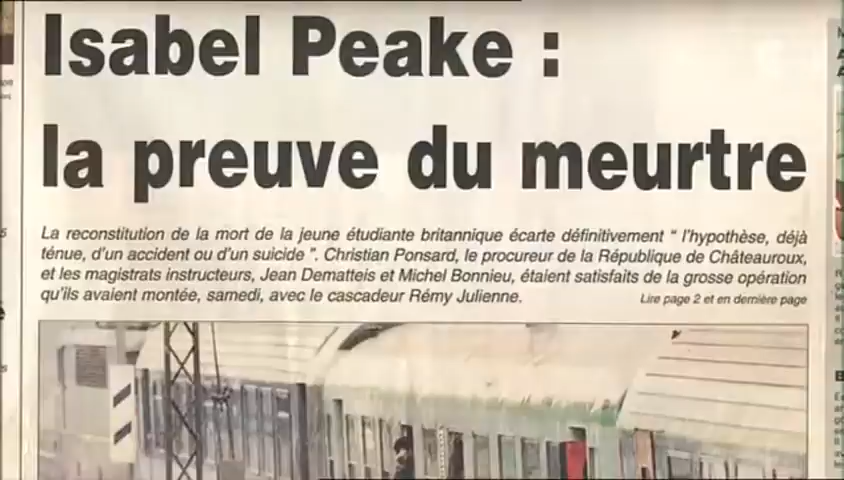 Isabel Peake :
la preuve du meurtre
La reconstitution de la mort de la jeune étudiante britannique écarte définitivement " l'hypothèse, déjà
ténue, d'un accident ou d'un suicide ". Christian Ponsard, le procureur de la République de Châteauroux,
et les magistrats instructeurs, Jean Dematteis et Michel Bonnieu, étaient satisfaits de la grosse opération
qu'ils avaient montée, samedi, avec le cascadeur Rémy Julienne.
Lire page 2 et en dernière page